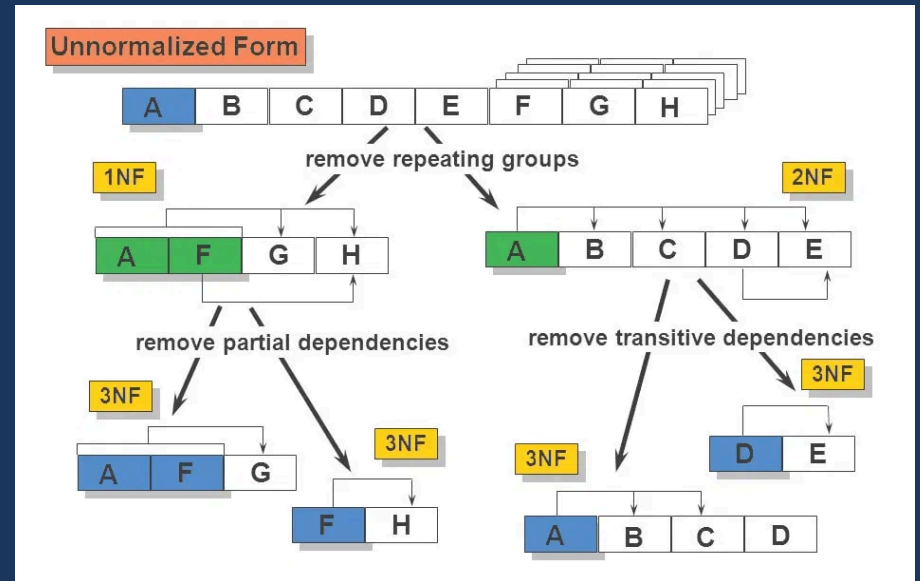 Unnormalized Form
A B C D E F G H
remove repeating groups
1NF
2NF
A F G H
A B C D E
remove partial dependencies
remove transitive dependencies
3NF
3NF
3NF
3NF
A F G
D E
F H
A B C D